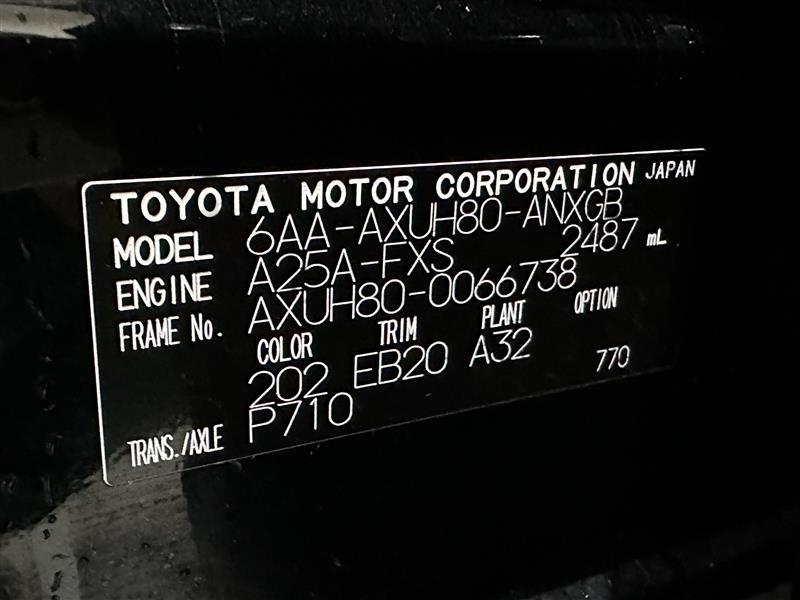 TOYOTA MOTOR CORPORATION JAPAN
MODEL 6AA-AXUH80-ANXGB
ENGINE A25A-FXS 2487 mL
FRAME No. AXUH80-0066738
COLOR TRIM PLANT OPTION
202 EB20 A32 770
TRANS./AXLE P710